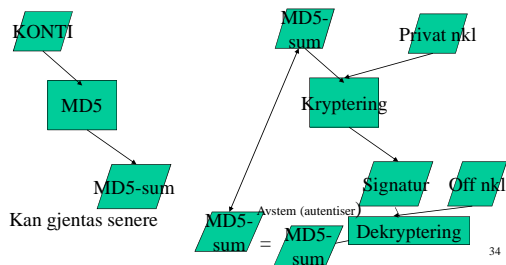 KONTI
MD5
MD5-sum
Kan gjentas senere
MD5-
sum
Privat nkl
Kryptering
Signatur
Off nkl
Avstem (autentiser)
MD5-
sum
=
MD5-
sum
Dekryptering
34